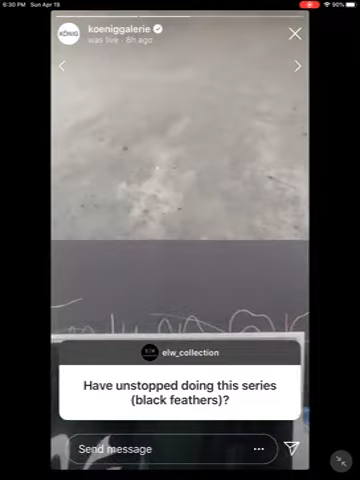 6:30 PM Sun Apr 19
90%
KÖNIG
koeniggalerie
was live · 8h ago
elw_collection
Have unstopped doing this series
(black feathers)?
Send message